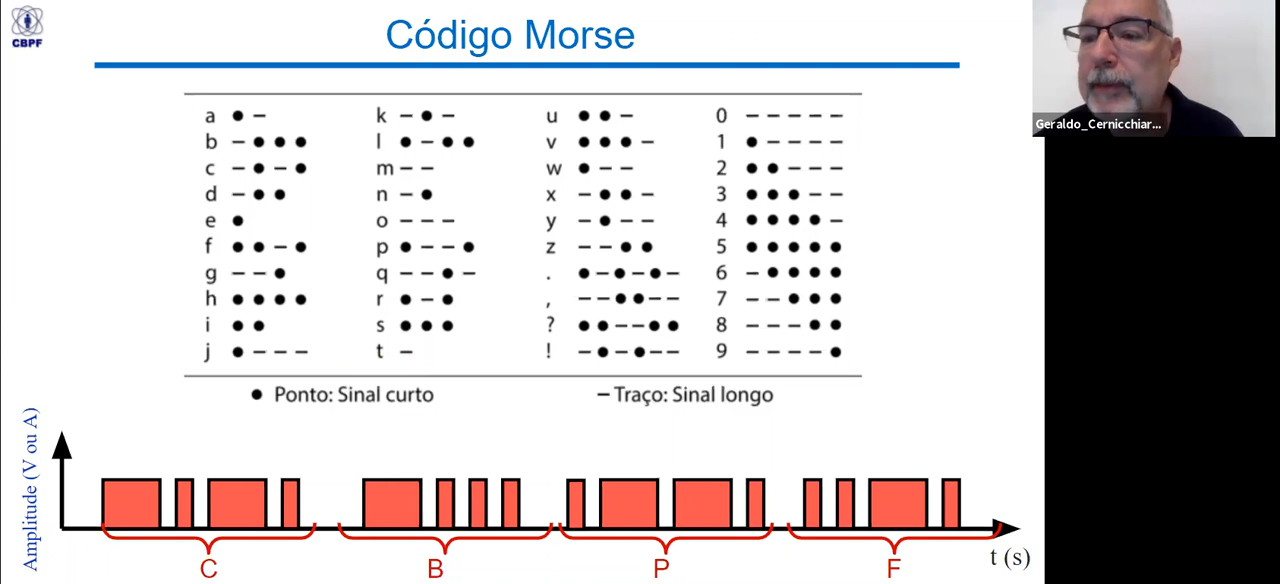 CBPF
Código Morse
Geraldo_Cernicchiar...
a ● – k – ● – u ● ● – 0 – – – – –
b – ● ● ● l ● – ● ● v ● ● ● – 1 ● – – – –
c – ● – ● m – – w ● – – 2 ● ● – – –
d – ● ● n – ● x – ● ● – 3 ● ● ● – –
e ● o – – – y – ● – – 4 ● ● ● ● –
f ● ● – ● p ● – – ● z – – ● ● 5 ● ● ● ● ●
g – – ● q – – ● – . ● – ● – ● – 6 – ● ● ● ●
h ● ● ● ● r ● – ● , – – ● ● – – 7 – – ● ● ●
i ● ● s ● ● ● ? ● ● – – ● ● 8 – – – ● ●
j ● – – – t – ! – ● – ● – – 9 – – – – ●
● Ponto: Sinal curto – Traço: Sinal longo
Amplitude (V ou A)
t (s)
C B P F